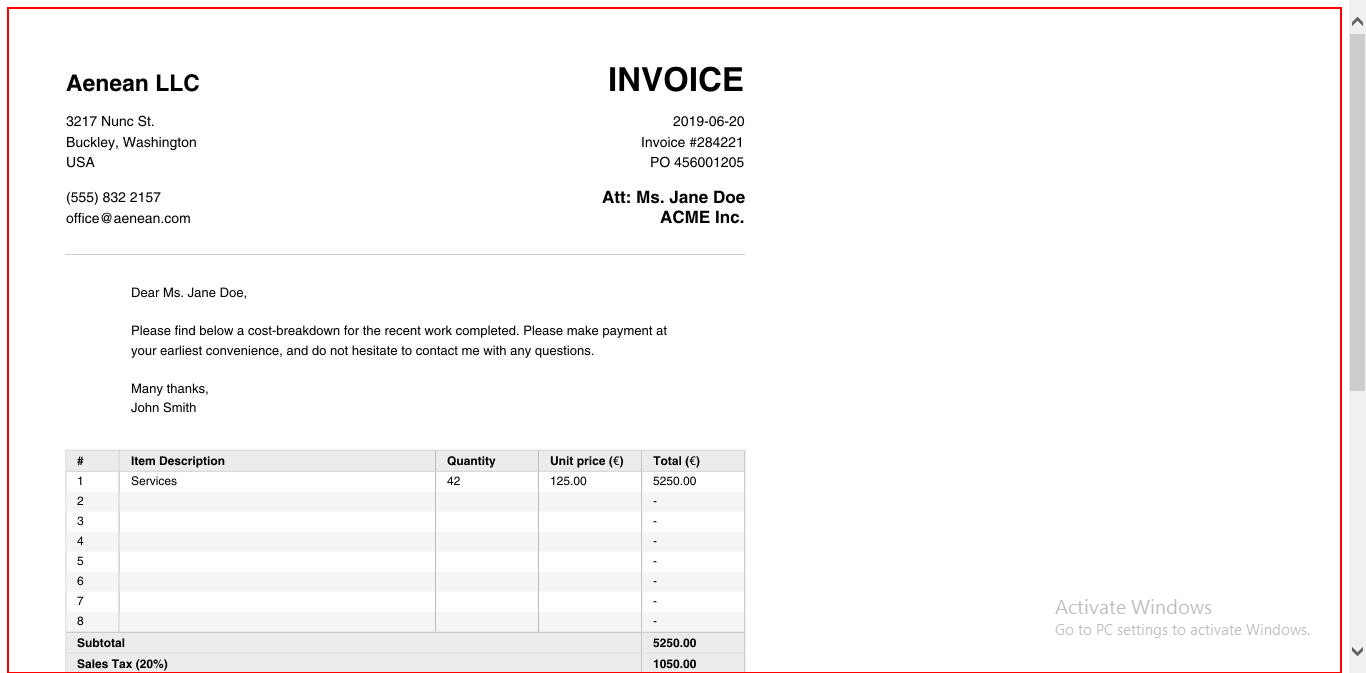 Aenean LLC
INVOICE
3217 Nunc St.
2019-06-20
Buckley, Washington
Invoice #284221
USA
PO 456001205
(555) 832 2157
Att: Ms. Jane Doe
office@aenean.com
ACME Inc.
Dear Ms. Jane Doe,
Please find below a cost-breakdown for the recent work completed. Please make payment at
your earliest convenience, and do not hesitate to contact me with any questions.
Many thanks,
John Smith
# Item Description Quantity Unit price (€) Total (€)
1 Services 42 125.00 5250.00
2 -
3 -
4 -
5 -
6 -
7 -
8 -
Subtotal 5250.00
Sales Tax (20%) 1050.00
Activate Windows
Go to PC settings to activate Windows.